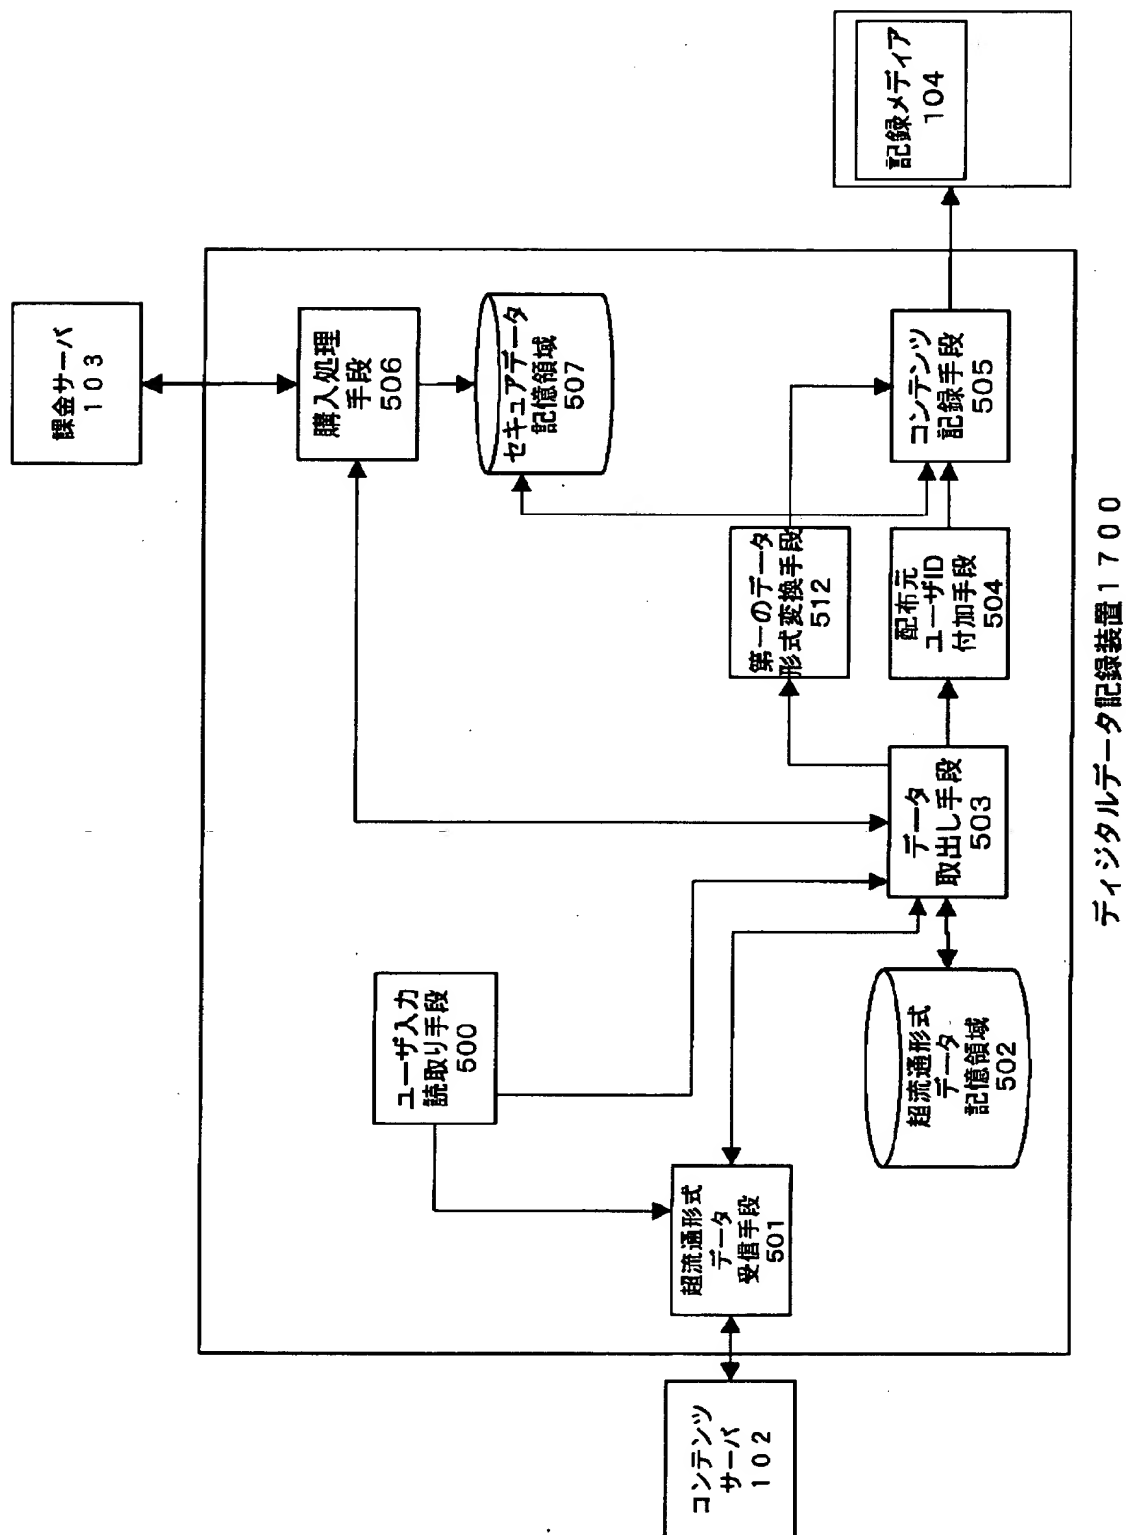 課金サーバ
１０３
記録メディア
104
購入処理
手段
506
セキュアデータ
記憶領域
507
コンテンツ
記録手段
505
第一のデータ
形式変換手段
512
配布元
ユーザID
付加手段
504
データ
取出し手段
503
ユーザ入力
読取り手段
500
超流通形式
データ
記憶領域
502
超流通形式
データ
受信手段
501
コンテンツ
サーバ
１０２
ディジタルデータ記録装置１７００